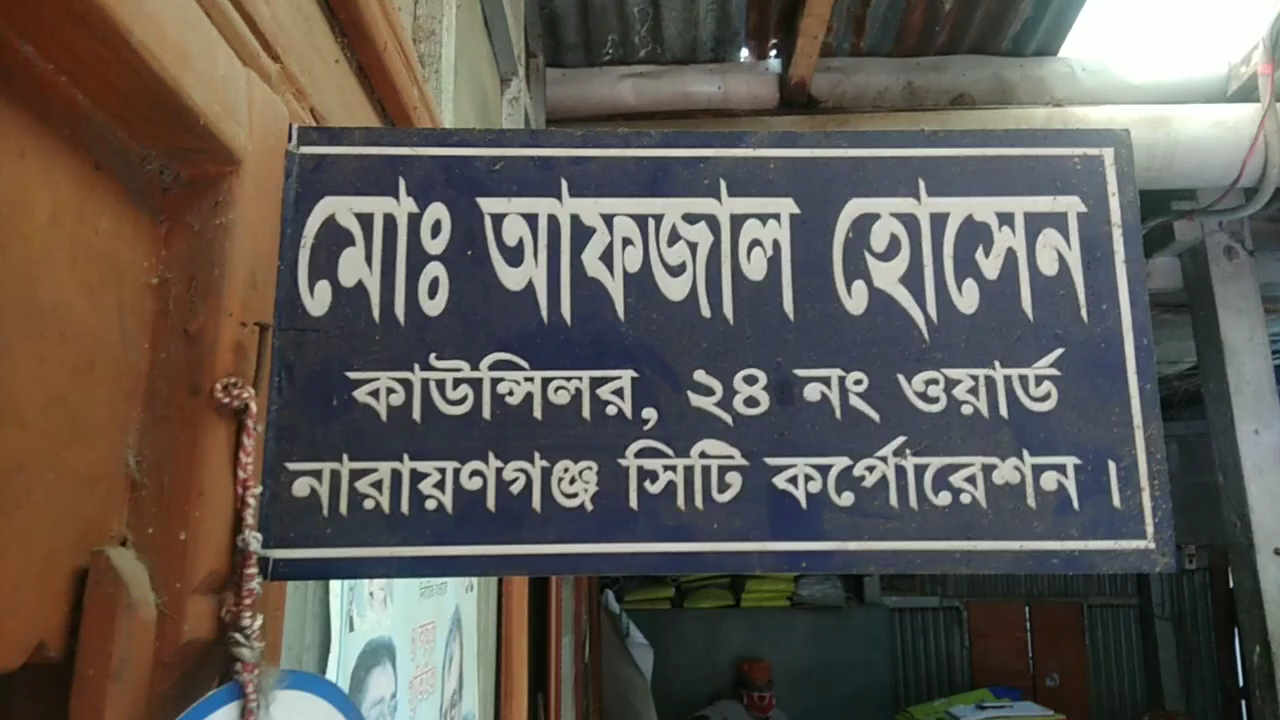 মোঃ আফজাল হোসেন
কাউন্সিলর, ২৪ নং ওয়ার্ড
নারায়ণগঞ্জ সিটি কর্পোরেশন ।